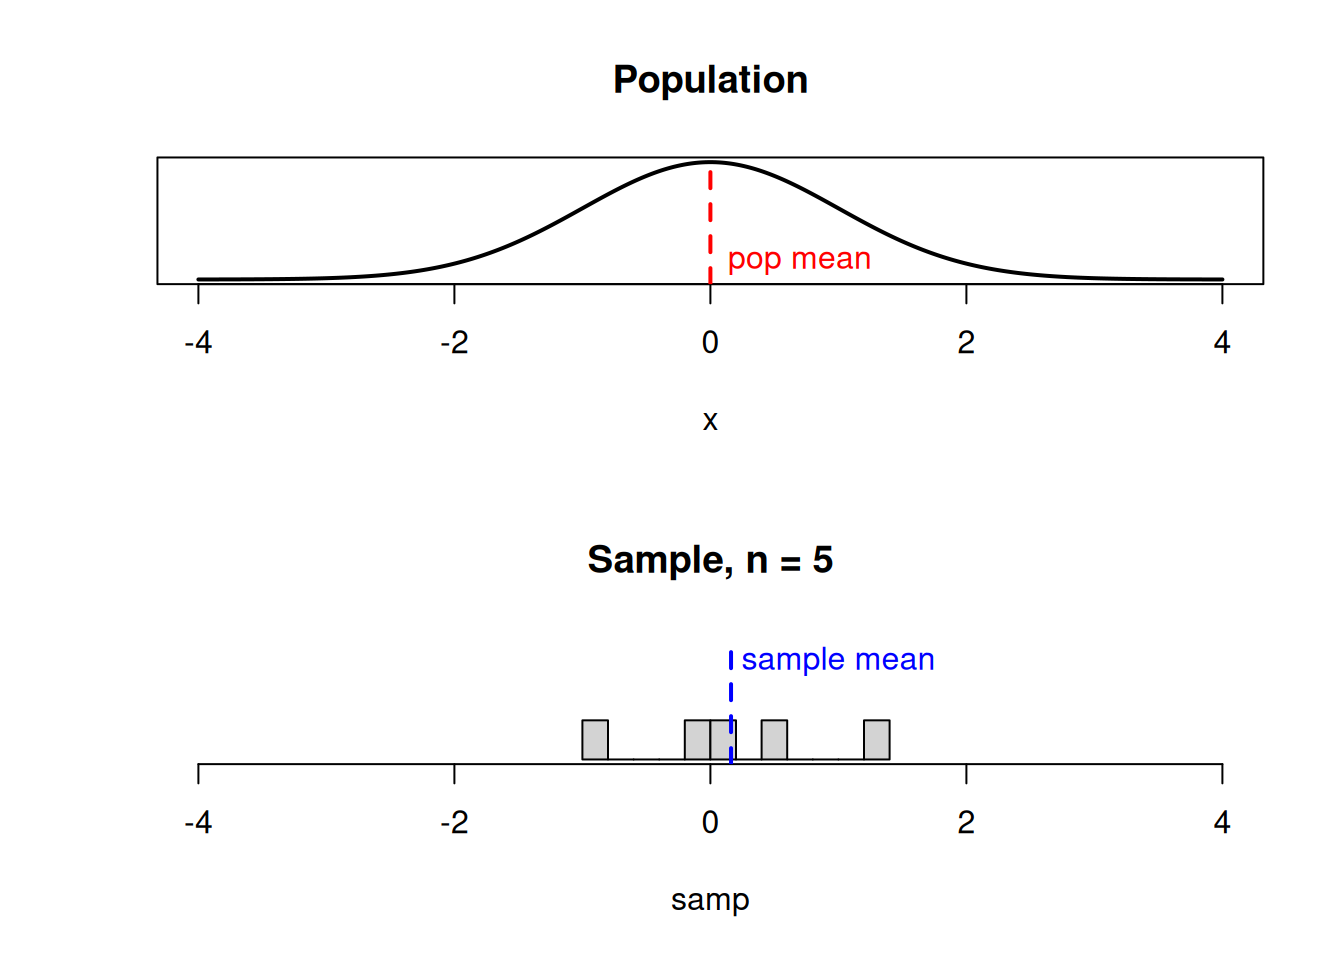 Population
pop mean
-4 -2 0 2 4
x
Sample, n = 5
sample mean
-4 -2 0 2 4
samp